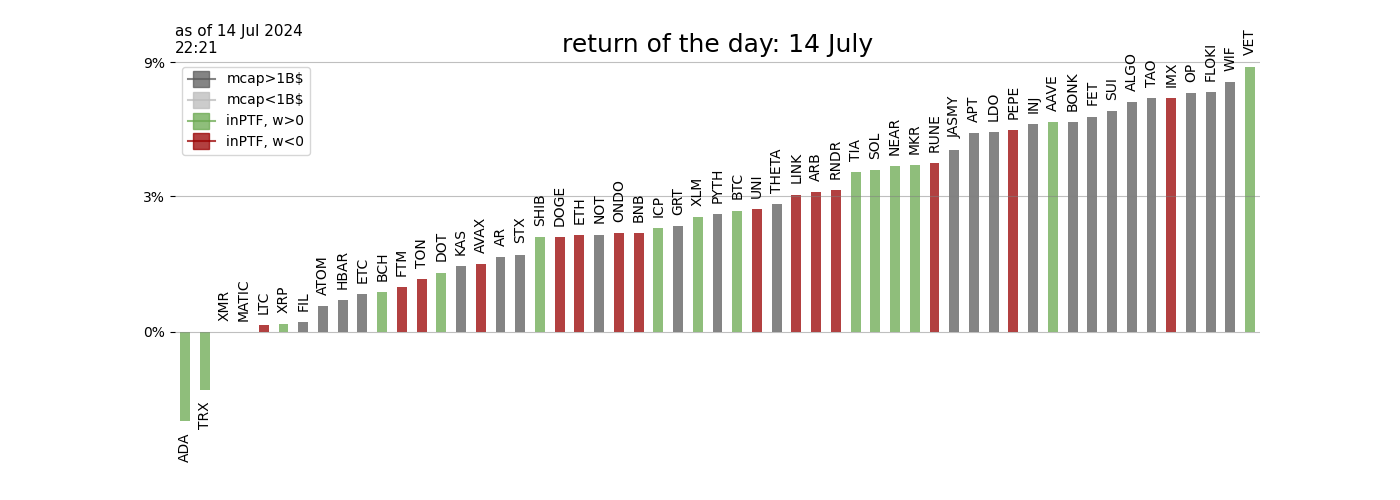 as of 14 Jul 2024
22:21
return of the day: 14 July
9%
3%
0%
mcap>1B$
mcap<1B$
inPTF, w>0
inPTF, w<0
ADA
TRX
XMR
MATIC
LTC
XRP
FIL
ATOM
HBAR
ETC
BCH
FTM
TON
DOT
KAS
AVAX
AR
STX
SHIB
DOGE
ETH
NOT
ONDO
BNB
ICP
GRT
XLM
PYTH
BTC
UNI
THETA
LINK
ARB
RNDR
TIA
SOL
NEAR
MKR
RUNE
JASMY
APT
LDO
PEPE
INJ
AAVE
BONK
FET
SUI
ALGO
TAO
IMX
OP
FLOKI
WIF
VET